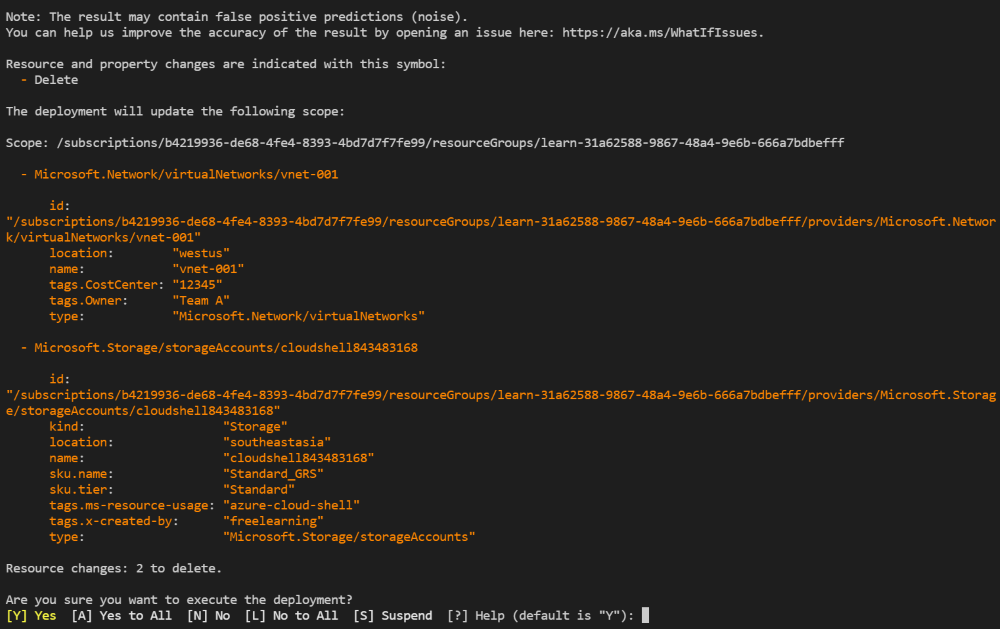 Note: The result may contain false positive predictions (noise).
You can help us improve the accuracy of the result by opening an issue here: https://aka.ms/WhatIfIssues.
Resource and property changes are indicated with this symbol:
- Delete
The deployment will update the following scope:
Scope: /subscriptions/b4219936-de68-4fe4-8393-4bd7d7f7fe99/resourceGroups/learn-31a62588-9867-48a4-9e6b-666a7bdbefff
- Microsoft.Network/virtualNetworks/vnet-001
id:
"/subscriptions/b4219936-de68-4fe4-8393-4bd7d7f7fe99/resourceGroups/learn-31a62588-9867-48a4-9e6b-666a7bdbefff/providers/Microsoft.Networ
k/virtualNetworks/vnet-001"
location: "westus"
name: "vnet-001"
tags.CostCenter: "12345"
tags.Owner: "Team A"
type: "Microsoft.Network/virtualNetworks"
- Microsoft.Storage/storageAccounts/cloudshell843483168
id:
"/subscriptions/b4219936-de68-4fe4-8393-4bd7d7f7fe99/resourceGroups/learn-31a62588-9867-48a4-9e6b-666a7bdbefff/providers/Microsoft.Storag
e/storageAccounts/cloudshell843483168"
kind: "Storage"
location: "southeastasia"
name: "cloudshell843483168"
sku.name: "Standard_GRS"
sku.tier: "Standard"
tags.ms-resource-usage: "azure-cloud-shell"
tags.x-created-by: "freelearning"
type: "Microsoft.Storage/storageAccounts"
Resource changes: 2 to delete.
Are you sure you want to execute the deployment?
[Y] Yes [A] Yes to All [N] No [L] No to All [S] Suspend [?] Help (default is "Y"):